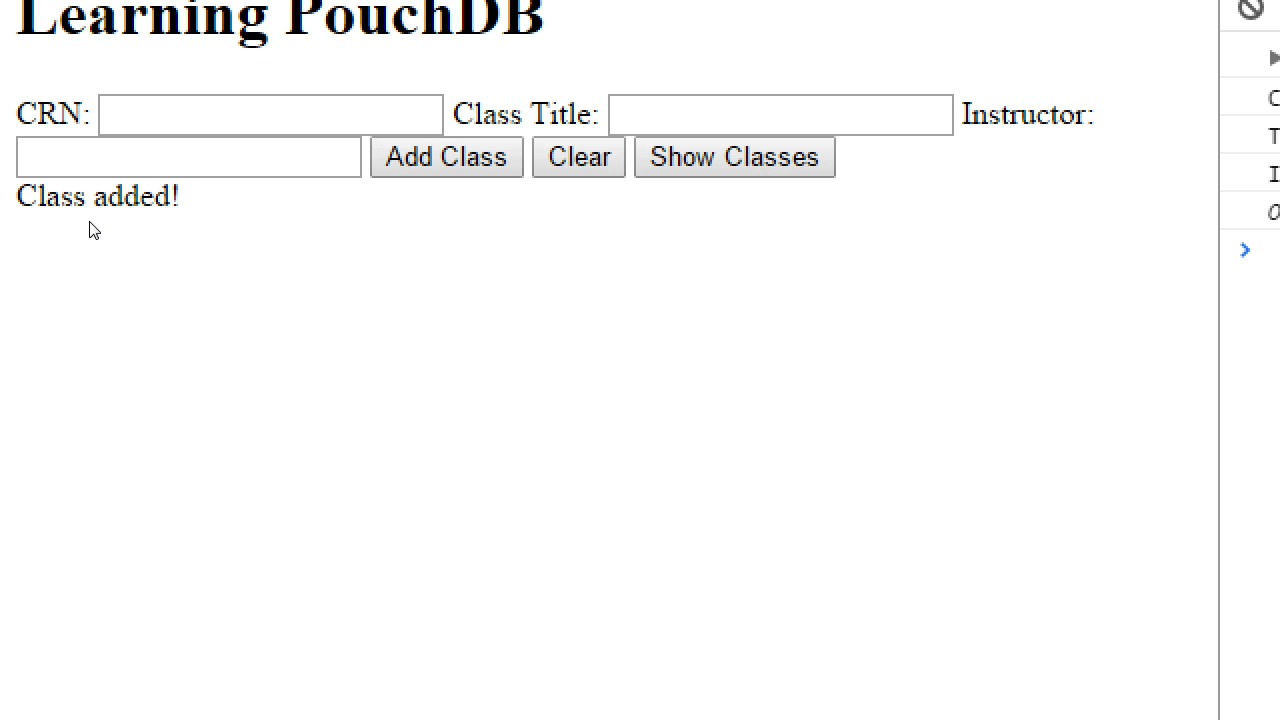 Learning PouchDB
CRN: Class Title: Instructor:
Add Class Clear Show Classes
Class added!